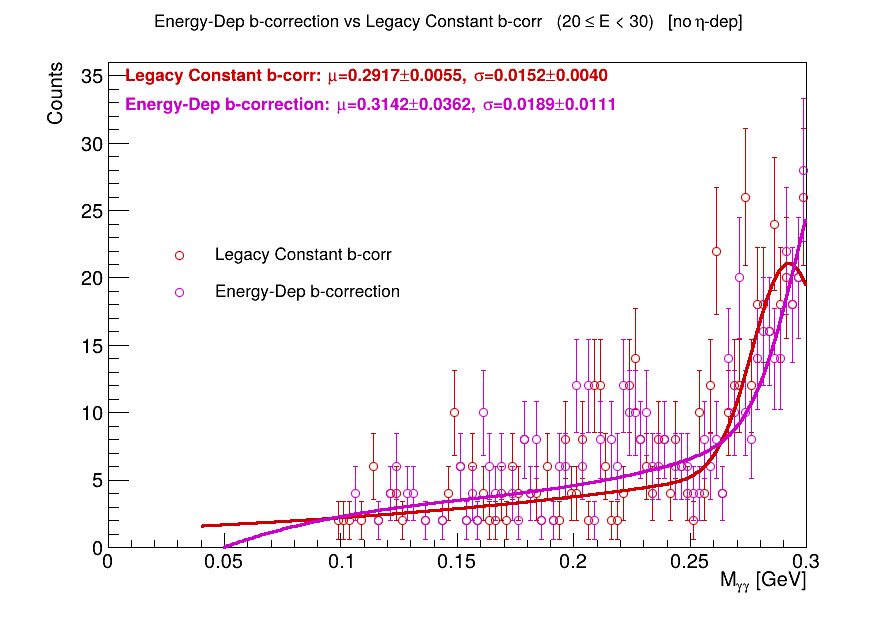 Energy-Dep b-correction vs Legacy Constant b-corr (20 ≤ E < 30) [no η-dep]
Counts
Legacy Constant b-corr: μ=0.2917±0.0055, σ=0.0152±0.0040
Energy-Dep b-correction: μ=0.3142±0.0362, σ=0.0189±0.0111
Legacy Constant b-corr
Energy-Dep b-correction
35
30
25
20
15
10
5
0
0 0.05 0.1 0.15 0.2 0.25 0.3
Mγγ [GeV]